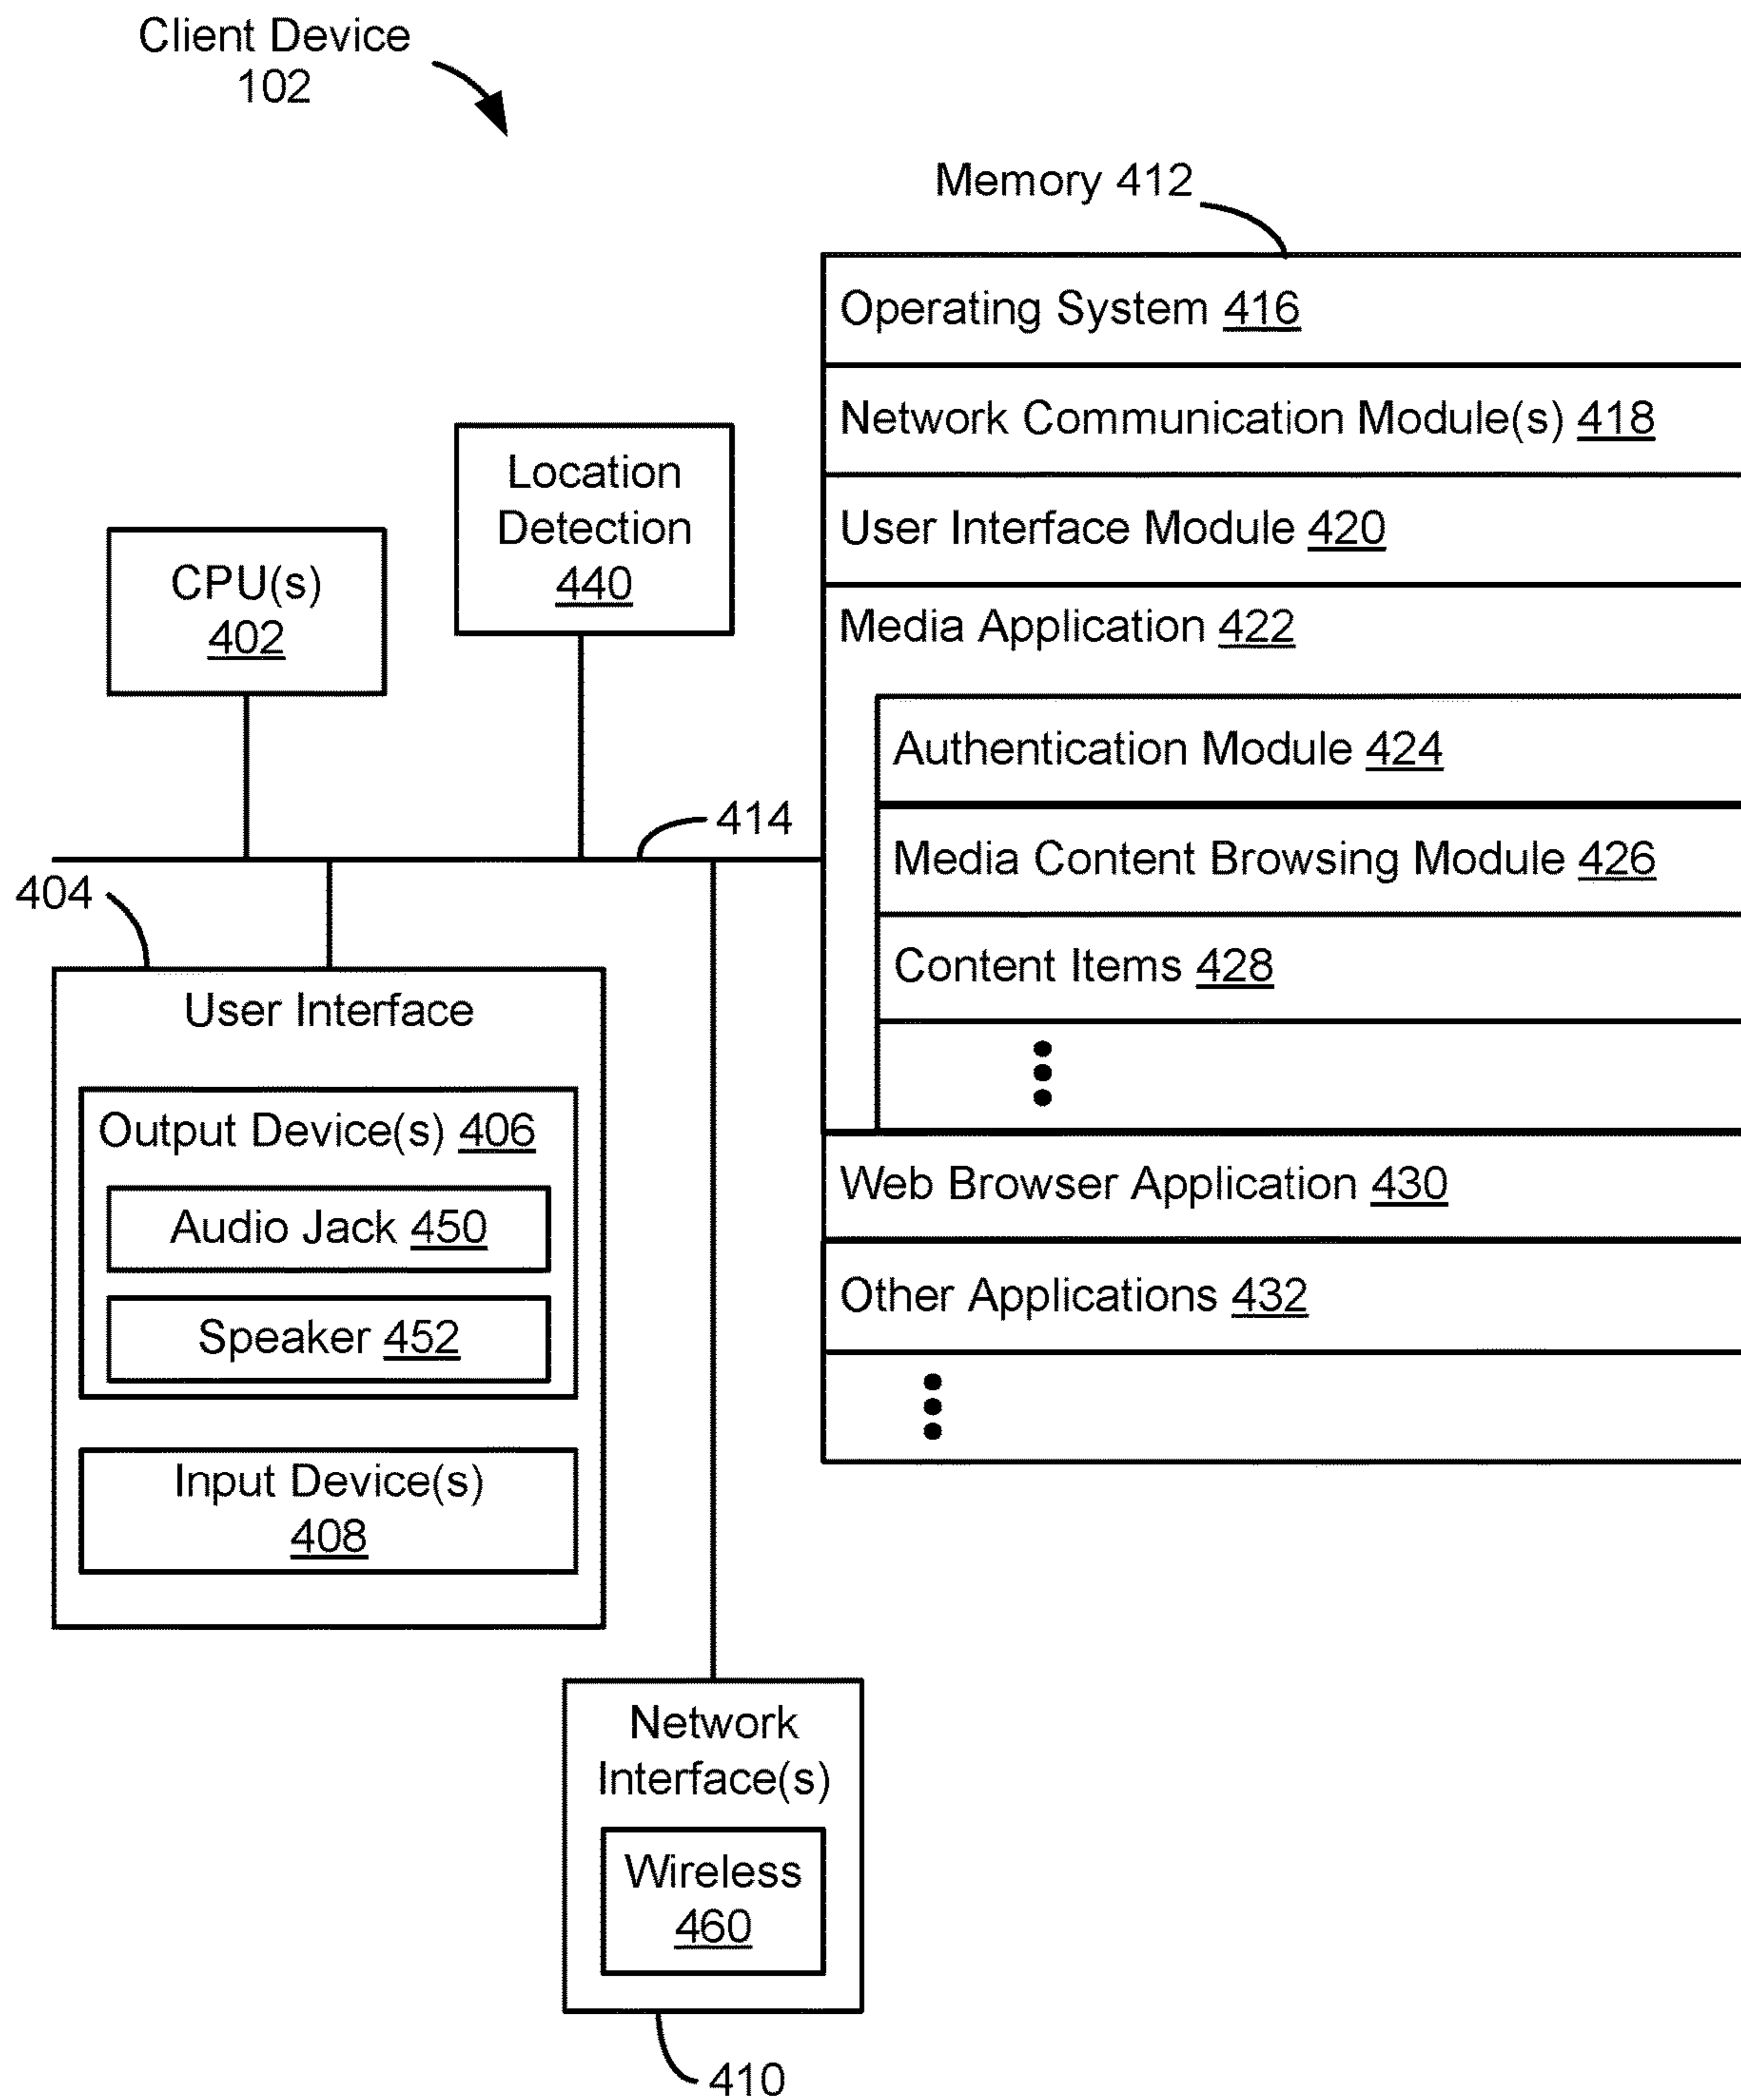 Client Device
102
Memory 412
Operating System 416
Network Communication Module(s) 418
User Interface Module 420
Media Application 422
Authentication Module 424
Media Content Browsing Module 426
Content Items 428
Web Browser Application 430
Other Applications 432
Location
Detection
440
CPU(s)
402
414
404
User Interface
Output Device(s) 406
Audio Jack 450
Speaker 452
Input Device(s)
408
Network
Interface(s)
Wireless
460
410